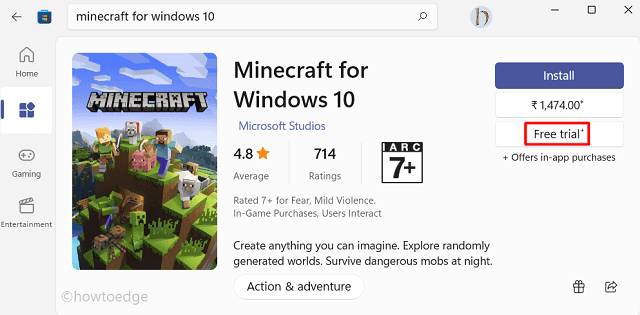 minecraft for windows 10
Home
Gaming
Entertainment
MINECRAFT
Minecraft for
Windows 10
Microsoft Studios
4.8
Average
714
Ratings
IARC
7+
Rated 7+ for Fear, Mild Violence.
In-Game Purchases, Users Interact
Create anything you can imagine. Explore randomly
generated worlds. Survive dangerous mobs at night.
Action & adventure
Install
₹ 1,474.00+
Free trial+
+ Offers in-app purchases
©howtoedge